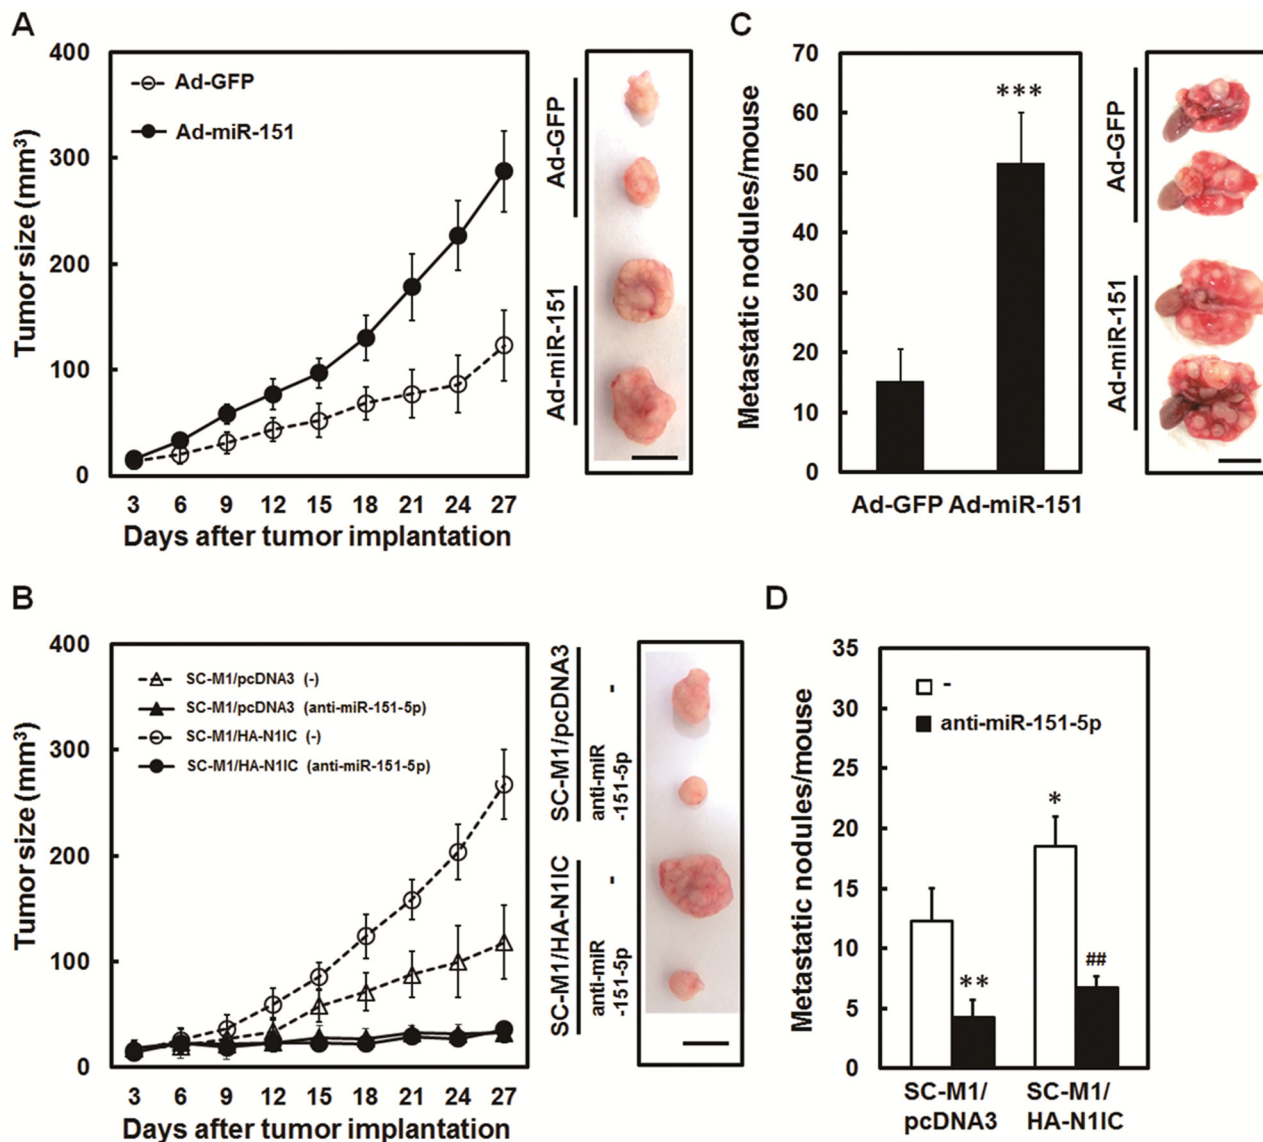 A
400
300
200
100
0
Tumor size (mm³)
Ad-GFP
Ad-miR-151
3 6 9 12 15 18 21 24 27
Days after tumor implantation
Ad-GFP
Ad-miR-151
C
70
60
50
40
30
20
10
0
Metastatic nodules/mouse
***
Ad-GFP Ad-miR-151
Ad-GFP
Ad-miR-151
B
400
300
200
100
0
Tumor size (mm³)
SC-M1/pcDNA3 (-)
SC-M1/pcDNA3 (anti-miR-151-5p)
SC-M1/HA-N1IC (-)
SC-M1/HA-N1IC (anti-miR-151-5p)
3 6 9 12 15 18 21 24 27
Days after tumor implantation
SC-M1/pcDNA3
-
anti-miR
-151-5p
SC-M1/HA-N1IC
-
anti-miR
-151-5p
D
35
30
25
20
15
10
5
0
Metastatic nodules/mouse
-
anti-miR-151-5p
**
*
##
SC-M1/
pcDNA3
SC-M1/
HA-N1IC